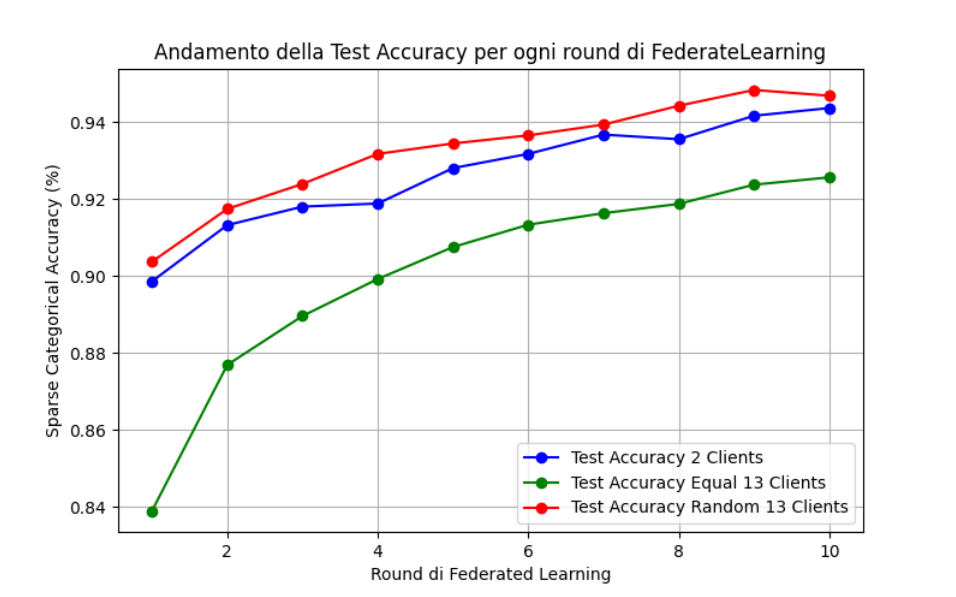 Andamento della Test Accuracy per ogni round di FederateLearning
Sparse Categorical Accuracy (%)
0.94
0.92
0.90
0.88
0.86
0.84
Test Accuracy 2 Clients
Test Accuracy Equal 13 Clients
Test Accuracy Random 13 Clients
2 4 6 8 10
Round di Federated Learning